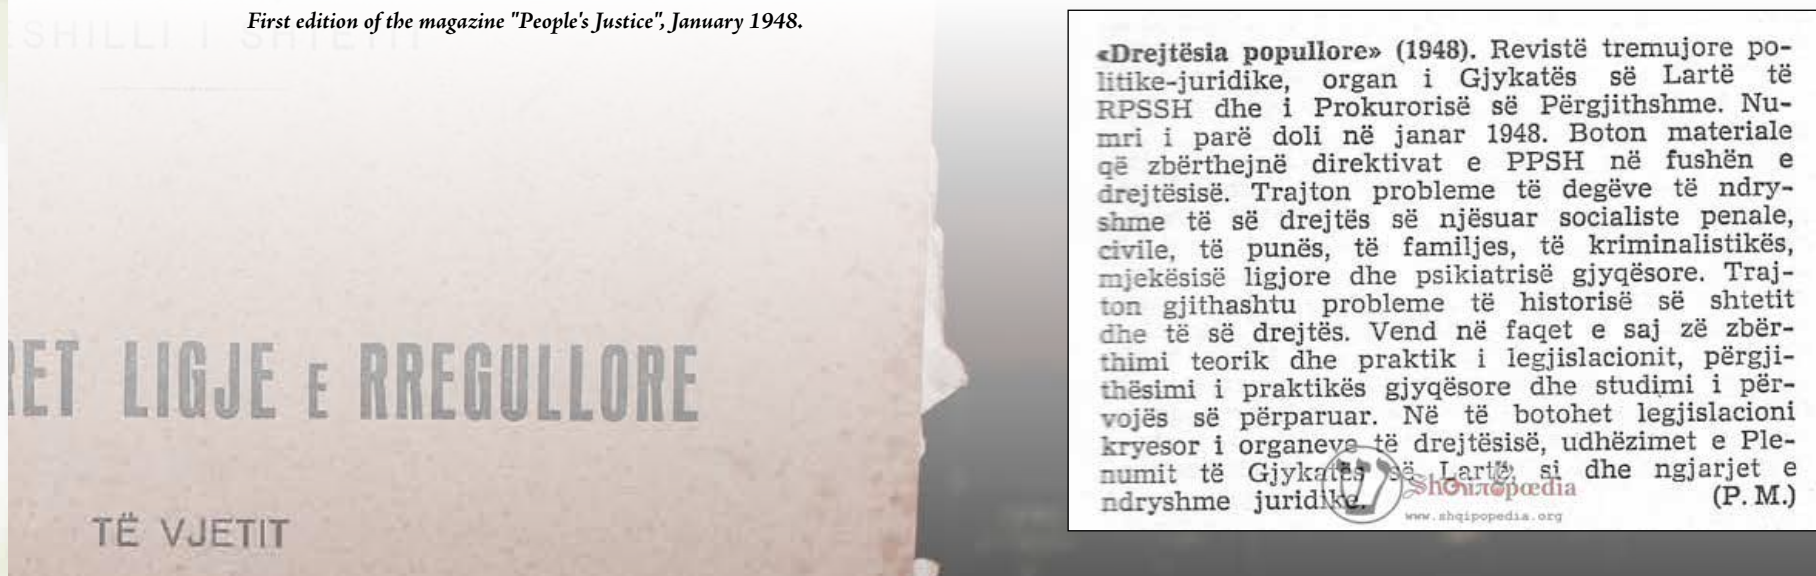 First edition of the magazine "People's Justice", January 1948.
SHILLI I SHTETIT
LIGJE E RREGULLORE
TË VJETIT
«Drejtësia popullore» (1948). Revistë tremujore po-
litike-juridike, organ i Gjykatës së Lartë të
RPSSH dhe i Prokurorisë së Përgjithshme. Nu-
mri i parë doli në janar 1948. Boton materiale
që zbërthejnë direktivat e PPSH në fushën e
drejtësisë. Trajton probleme të degëve të ndry-
shme të së drejtës së njësuar socialiste penale,
civile, të punës, të familjes, të kriminalistikës,
mjekësisë ligjore dhe psikiatrisë gjyqësore. Traj-
ton gjithashtu probleme të historisë së shtetit
dhe të së drejtës. Vend në faqet e saj zë zbër-
thimi teorik dhe praktik i legjislacionit, përgji-
thësimi i praktikës gjyqësore dhe studimi i për-
vojës së përparuar. Në të botohet legjislacioni
kryesor i organeve të drejtësisë, udhëzimet e Ple-
numit të Gjykatës së Lartë, si dhe ngjarjet e
ndryshme juridike. (P. M.)
www.shqipopedia.org